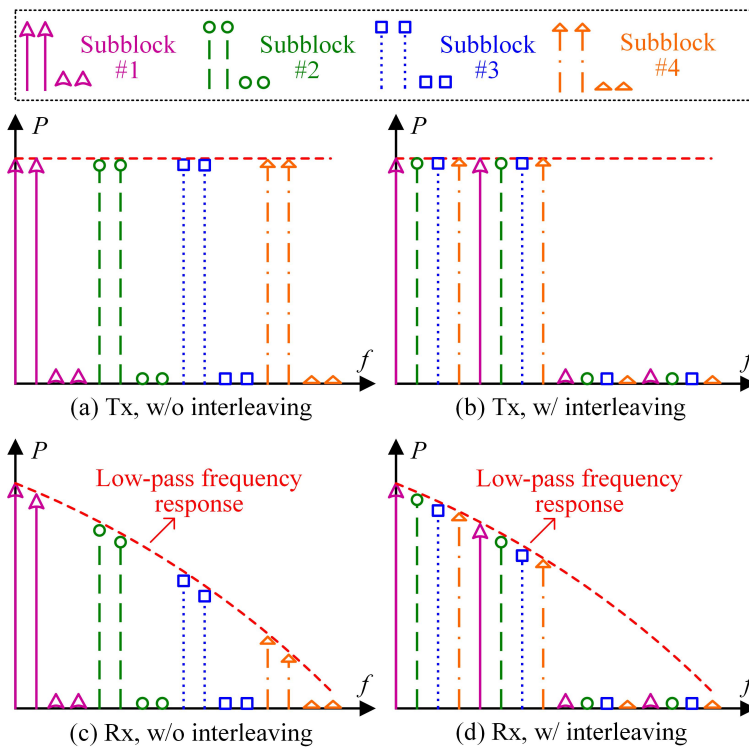 Subblock #1
Subblock #2
Subblock #3
Subblock #4
P
f
(a) Tx, w/o interleaving
P
f
(b) Tx, w/ interleaving
P
Low-pass frequency
response
f
(c) Rx, w/o interleaving
P
Low-pass frequency
response
f
(d) Rx, w/ interleaving